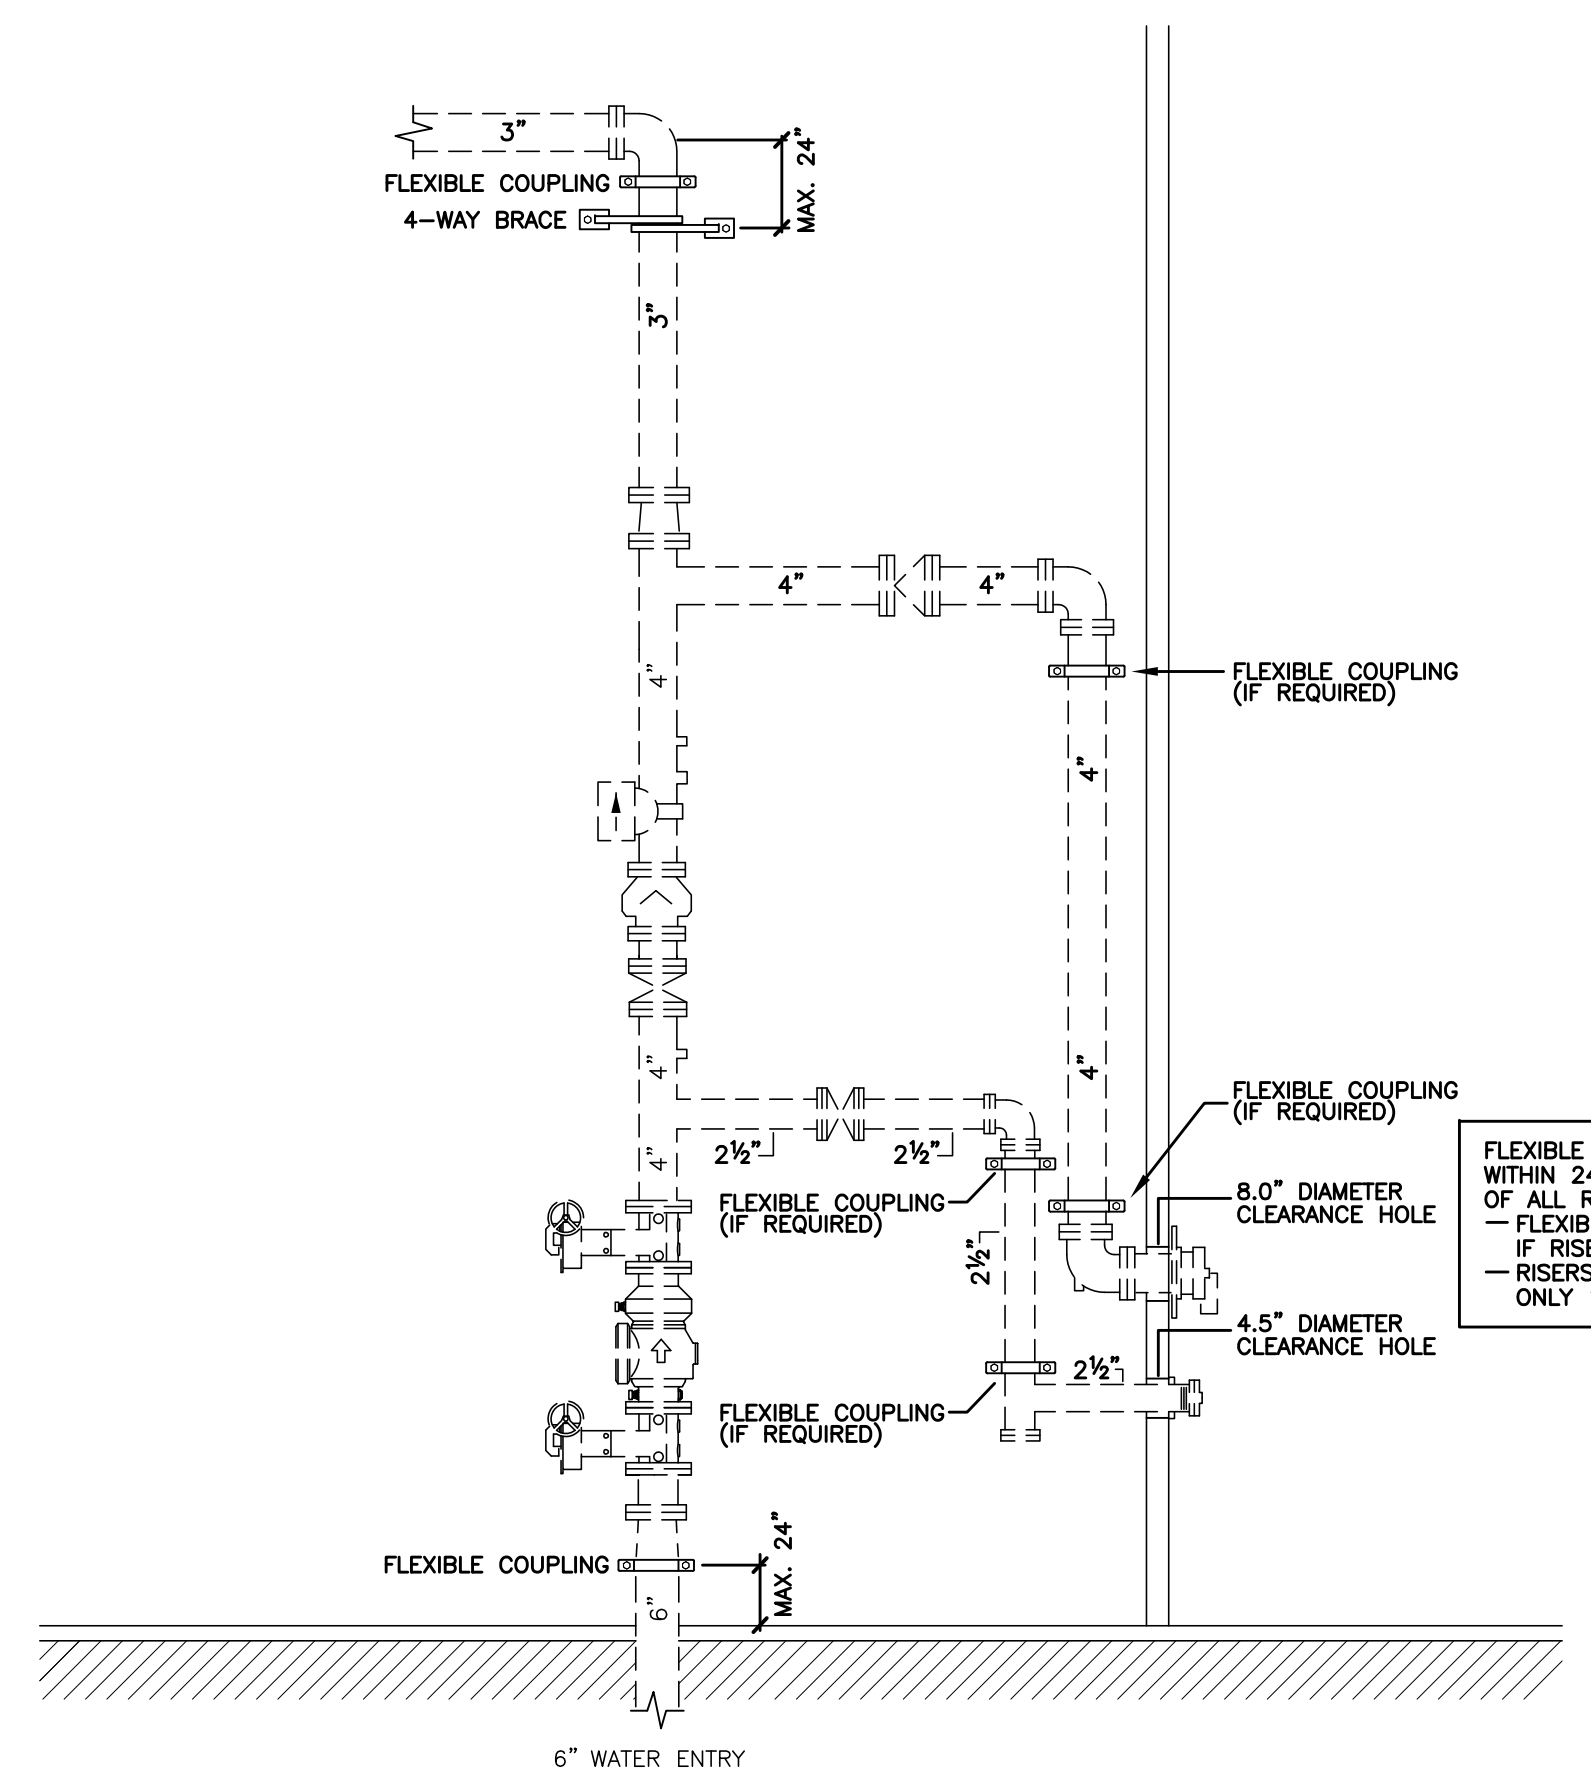 3"
MAX. 24"
FLEXIBLE COUPLING
4-WAY BRACE
3"
4"
4"
4"
FLEXIBLE COUPLING
(IF REQUIRED)
4"
4"
4"
FLEXIBLE COUPLING
(IF REQUIRED)
4"
2½"
2½"
FLEXIBLE
WITHIN 24
OF ALL R
— FLEXIB
IF RISE
— RISERS
ONLY
FLEXIBLE COUPLING
(IF REQUIRED)
8.0" DIAMETER
CLEARANCE HOLE
2½"
4.5" DIAMETER
CLEARANCE HOLE
2½"
FLEXIBLE COUPLING
(IF REQUIRED)
MAX. 24"
FLEXIBLE COUPLING
6"
6" WATER ENTRY